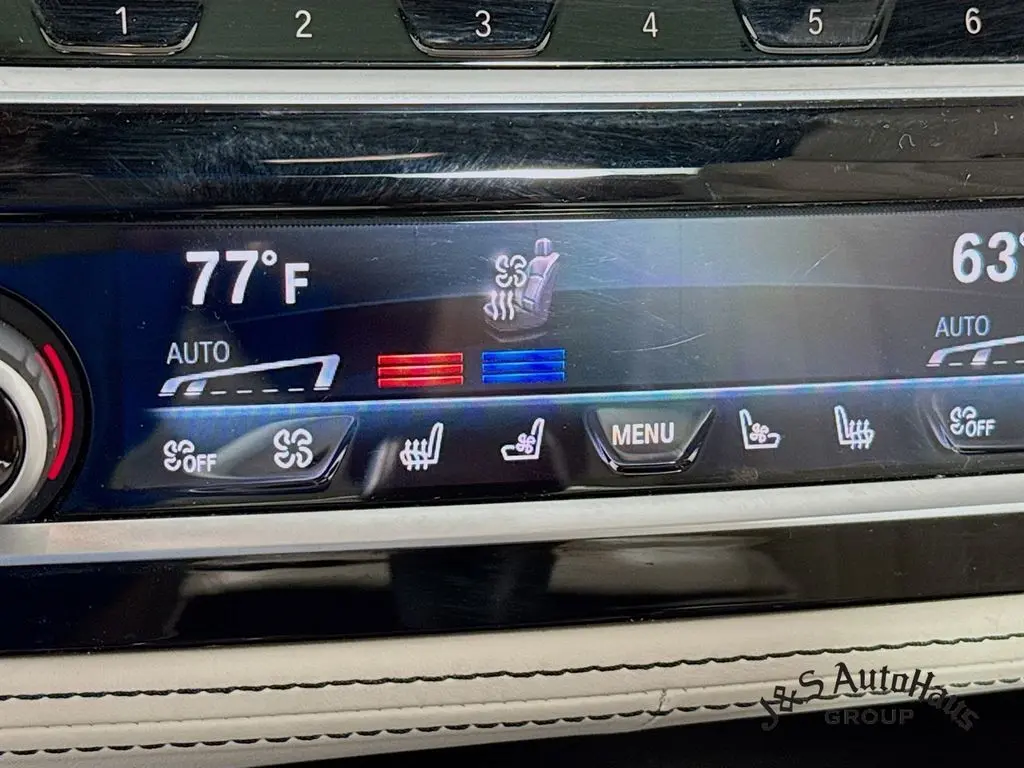 1 2 3 4 5 6
77°F 63°
AUTO AUTO
OFF MENU OFF
J&S AutoHaus
GROUP